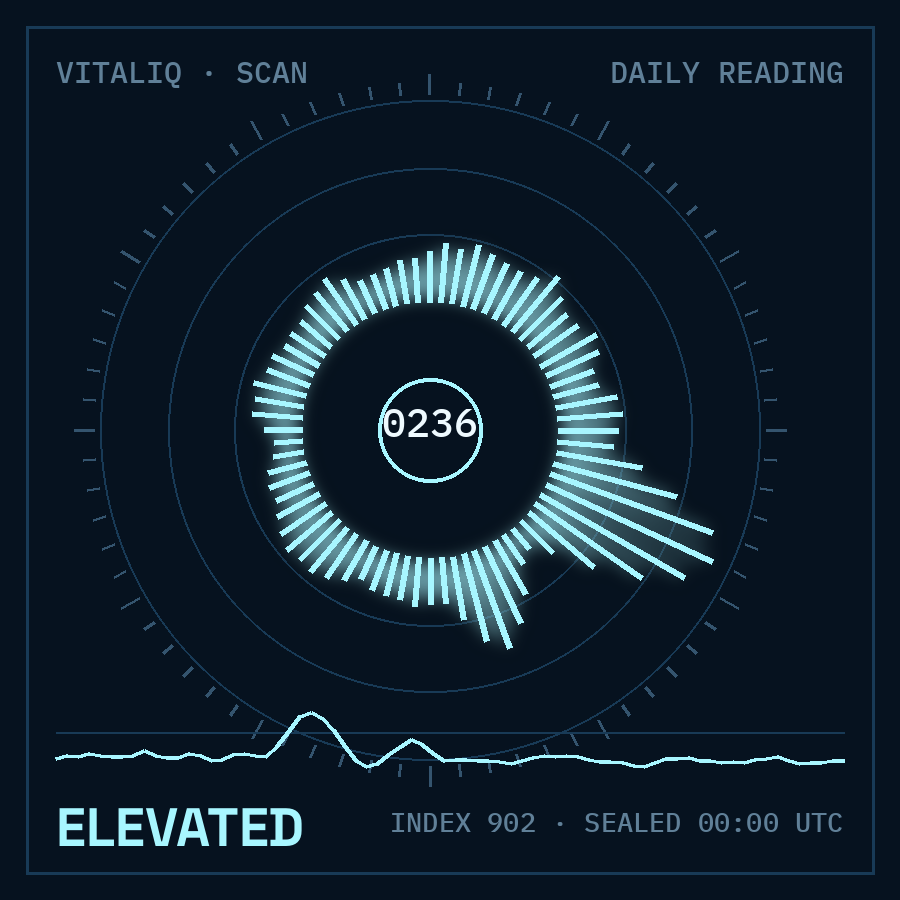 VITALIQ · SCAN
DAILY READING
0236
ELEVATED
INDEX 902 · SEALED 00:00 UTC